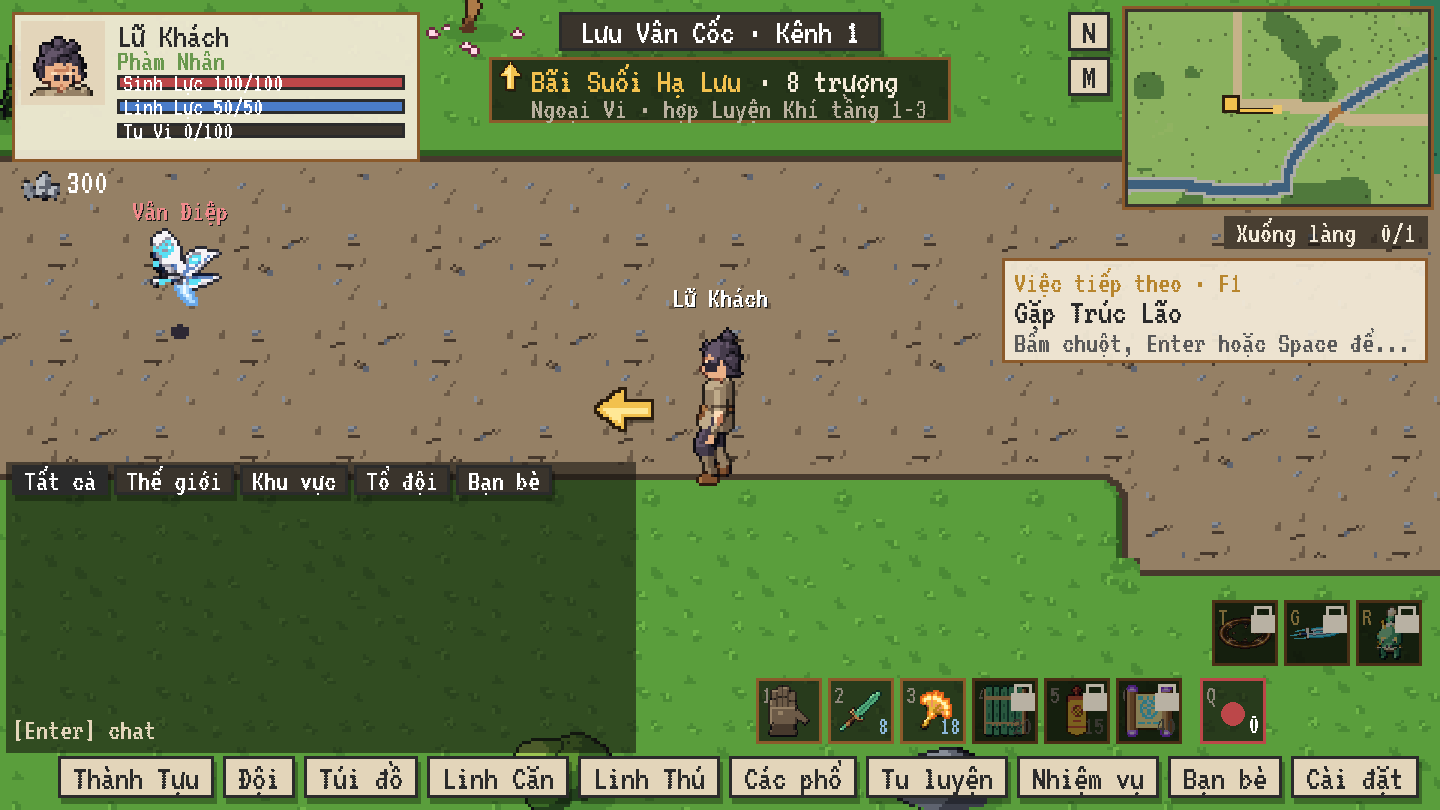 Lữ Khách
Phàm Nhân
Sinh Lực 100/100
Linh Lực 50/50
Tu Vi 0/100
300
Lưu Vân Cốc · Kênh 1
Bãi Suối Hạ Lưu · 8 trượng
Ngoại Vi · hợp Luyện Khí tầng 1-3
N
M
Xuống làng 0/1
Việc tiếp theo · F1
Gặp Trúc Lão
Bấm chuột, Enter hoặc Space để...
Vân Điệp
Lữ Khách
Tất cả
Thế giới
Khu vực
Tổ đội
Bạn bè
[Enter] chat
T
G
R
1
2
8
3
18
5
15
Q
0
Thành Tựu
Đội
Túi đồ
Linh Căn
Linh Thú
Các phổ
Tu luyện
Nhiệm vụ
Bạn bè
Cài đặt